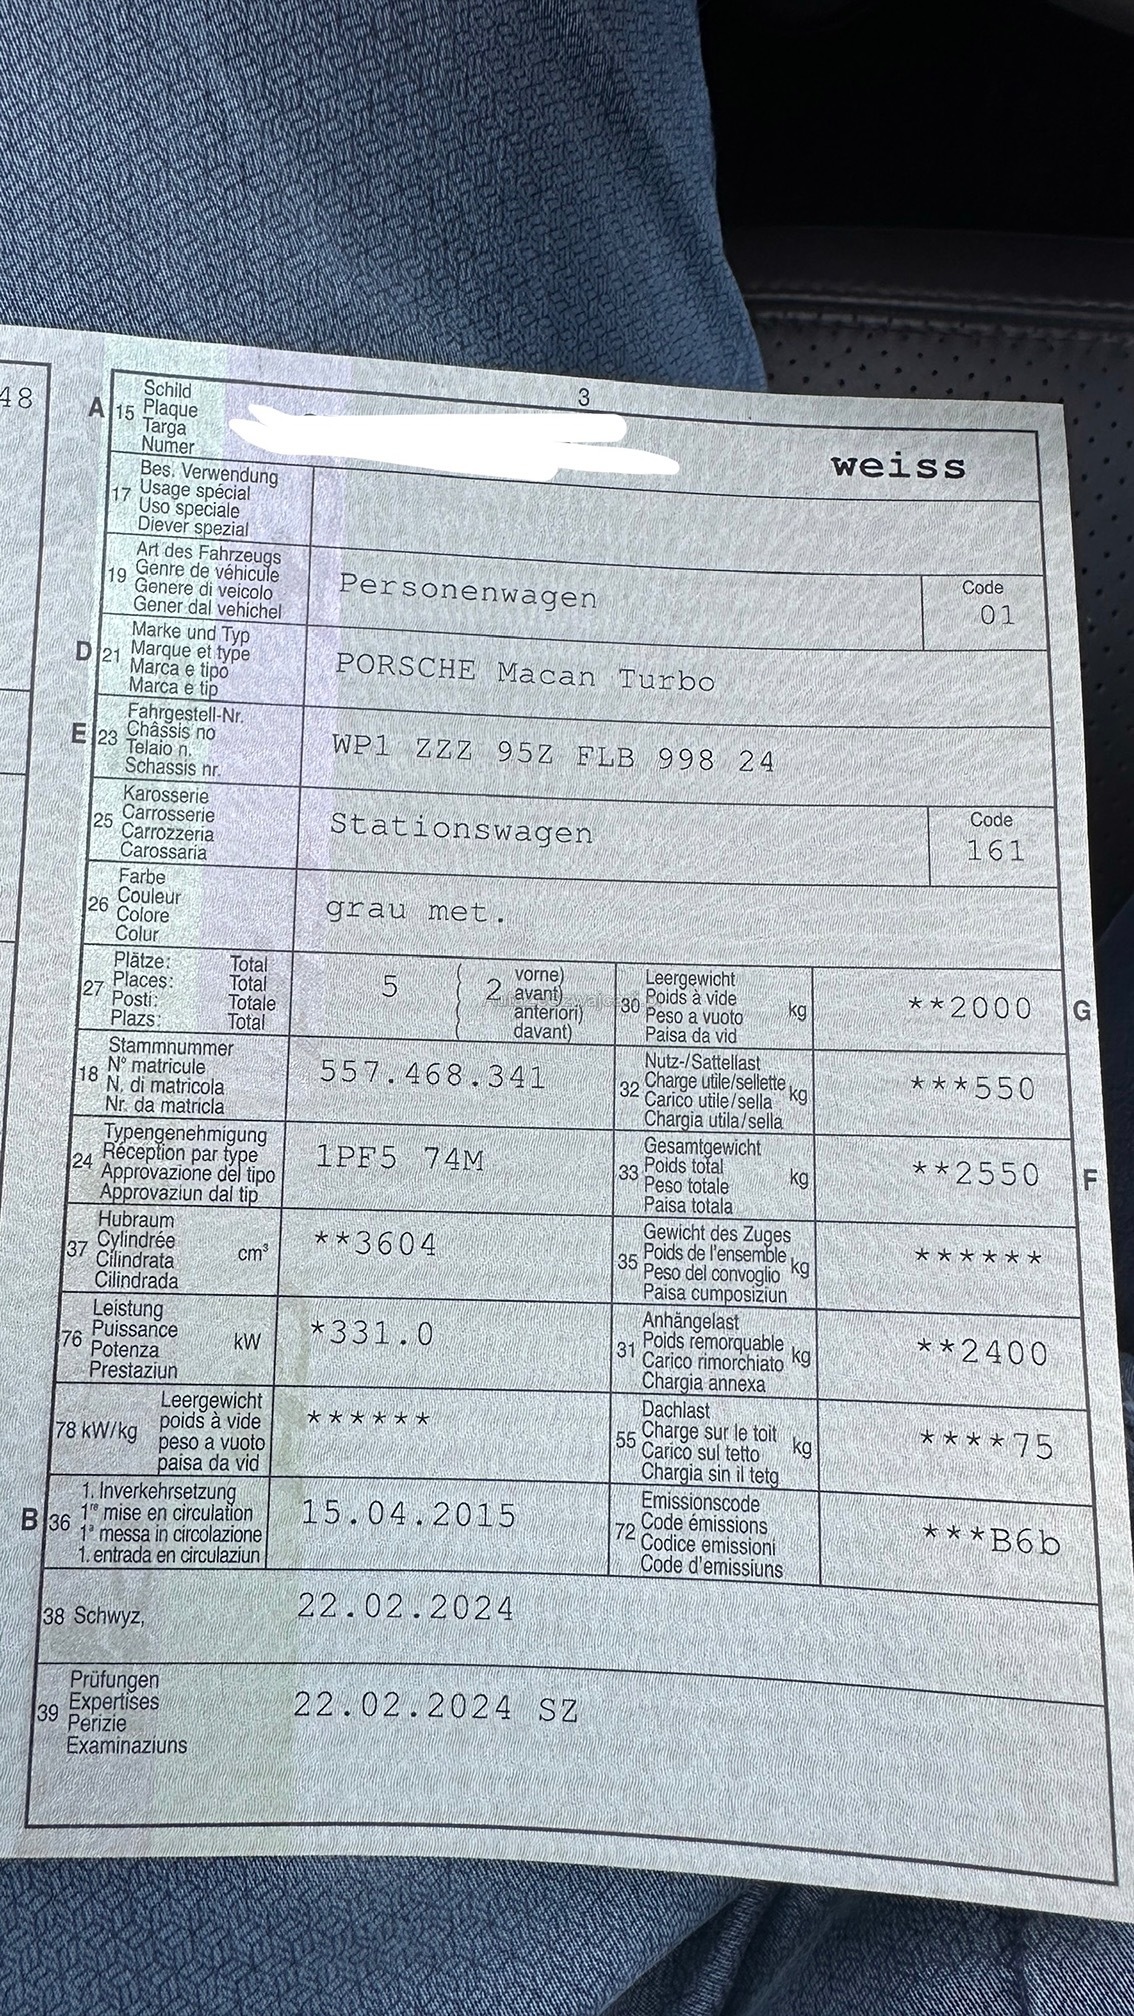 48
3
A 15 Schild
Plaque
Targa
Numer
weiss
17 Bes. Verwendung
Usage spécial
Uso speciale
Diever spezial
19 Art des Fahrzeugs
Genre de véhicule
Genere di veicolo
Gener dal vehichel
Personenwagen
Code
01
D 21 Marke und Typ
Marque et type
Marca e tipo
Marca e tip
PORSCHE Macan Turbo
E 23 Fahrgestell-Nr.
Châssis no
Telaio n.
Schassis nr.
WP1 ZZZ 95Z FLB 998 24
25 Karosserie
Carrosserie
Carrozzeria
Carossaria
Stationswagen
Code
161
26 Farbe
Couleur
Colore
Colur
grau met.
27 Plätze: Total
Places: Total
Posti: Totale
Plazs: Total
5 ( 2 vorne)
avant)
anteriori)
( davant)
30 Leergewicht
Poids à vide
Peso a vuoto
Paisa da vid
kg
**2000
G
18 Stammnummer
N° matricule
N. di matricola
Nr. da matricla
557.468.341
32 Nutz-/Sattellast
Charge utile/sellette
Carico utile/sella
Chargia utila/sella
kg
***550
24 Typengenehmigung
Réception par type
Approvazione del tipo
Approvaziun dal tip
1PF5 74M
33 Gesamtgewicht
Poids total
Peso totale
Paisa totala
kg
**2550
F
37 Hubraum
Cylindrée
Cilindrata
Cilindrada
cm³
**3604
35 Gewicht des Zuges
Poids de l'ensemble
Peso del convoglio
Paisa cumposiziun
kg
******
76 Leistung
Puissance
Potenza
Prestaziun
kW
*331.0
31 Anhängelast
Poids remorquable
Carico rimorchiato
Chargia annexa
kg
**2400
78 kW/kg Leergewicht
poids à vide
peso a vuoto
paisa da vid
******
55 Dachlast
Charge sur le toit
Carico sul tetto
Chargia sin il tetg
kg
****75
B 36 1. Inverkehrsetzung
1re mise en circulation
1a messa in circolazione
1. entrada en circulaziun
15.04.2015
72 Emissionscode
Code émissions
Codice emissioni
Code d'emissiuns
***B6b
38 Schwyz,
22.02.2024
39 Prüfungen
Expertises
Perizie
Examinaziuns
22.02.2024 SZ